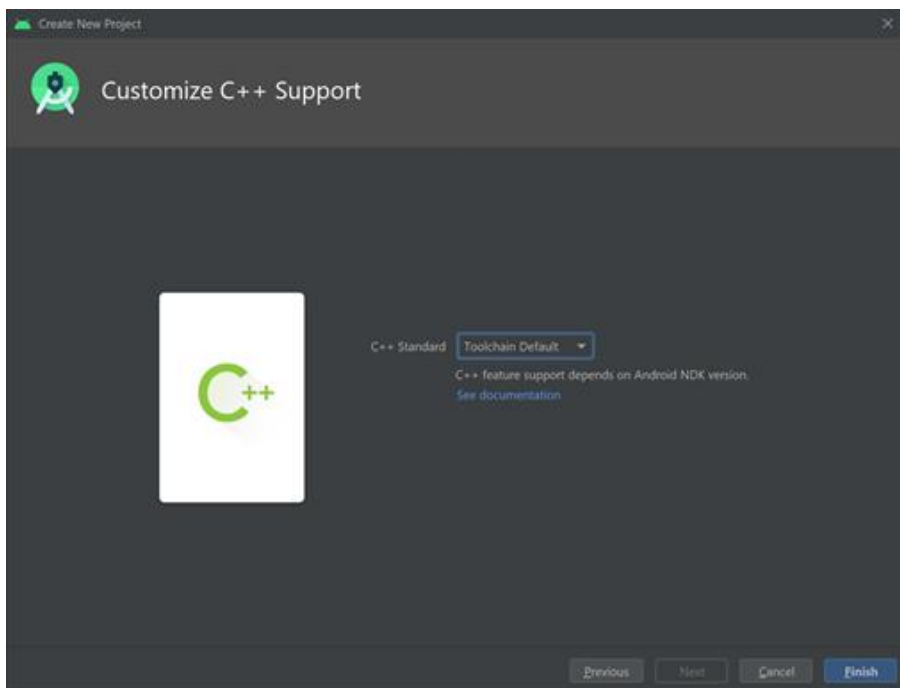 Create New Project
Customize C++ Support
C++ Standard
Toolchain Default
C++ feature support depends on Android NDK version.
See documentation
C++
Previous
Next
Cancel
Finish